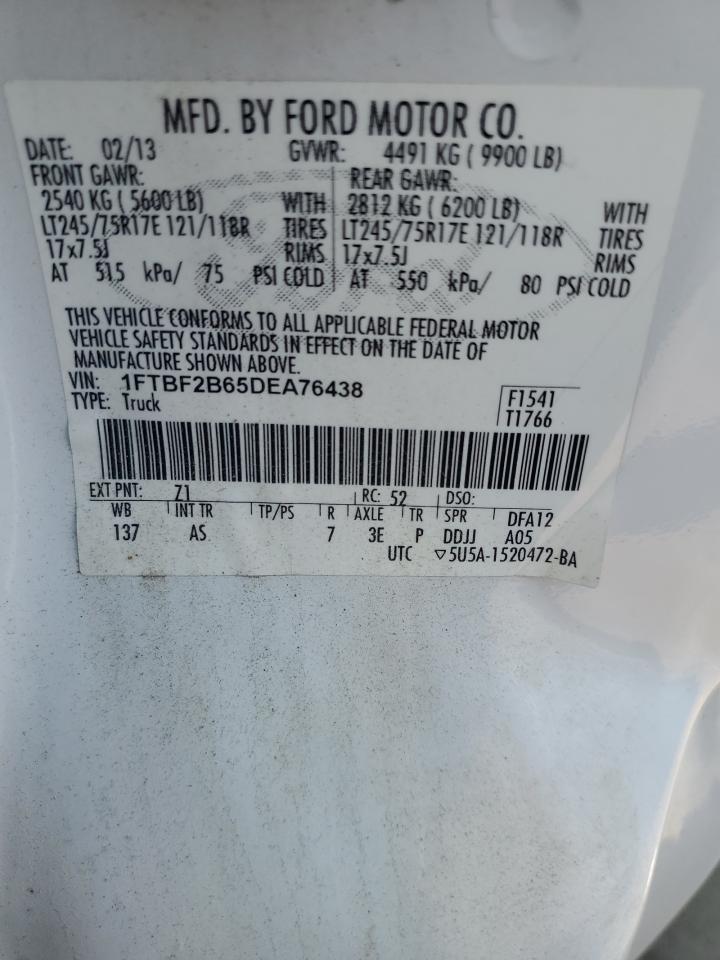 MFD. BY FORD MOTOR CO.
DATE: 02/13 GVWR: 4491 KG ( 9900 LB)
FRONT GAWR: REAR GAWR:
2540 KG ( 5600 LB) WITH 2812 KG ( 6200 LB) WITH
LT245/75R17E 121/118R TIRES LT245/75R17E 121/118R TIRES
17x7.5J RIMS 17x7.5J RIMS
AT 515 kPa/ 75 PSI COLD AT 550 kPa/ 80 PSI COLD
THIS VEHICLE CONFORMS TO ALL APPLICABLE FEDERAL MOTOR
VEHICLE SAFETY STANDARDS IN EFFECT ON THE DATE OF
MANUFACTURE SHOWN ABOVE.
VIN: 1FTBF2B65DEA76438 F1541
TYPE: Truck T1766
EXT PNT: Z1 RC: 52 DSO:
WB INT TR TP/PS R AXLE TR SPR DFA12
137 AS 7 3E P DDJJ A05
UTC ▽5U5A-1520472-BA